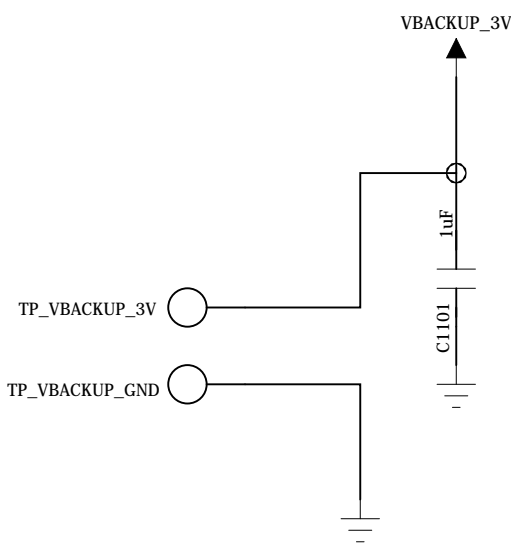 VBACKUP_3V
1uF
TP_VBACKUP_3V
C1101
TP_VBACKUP_GND